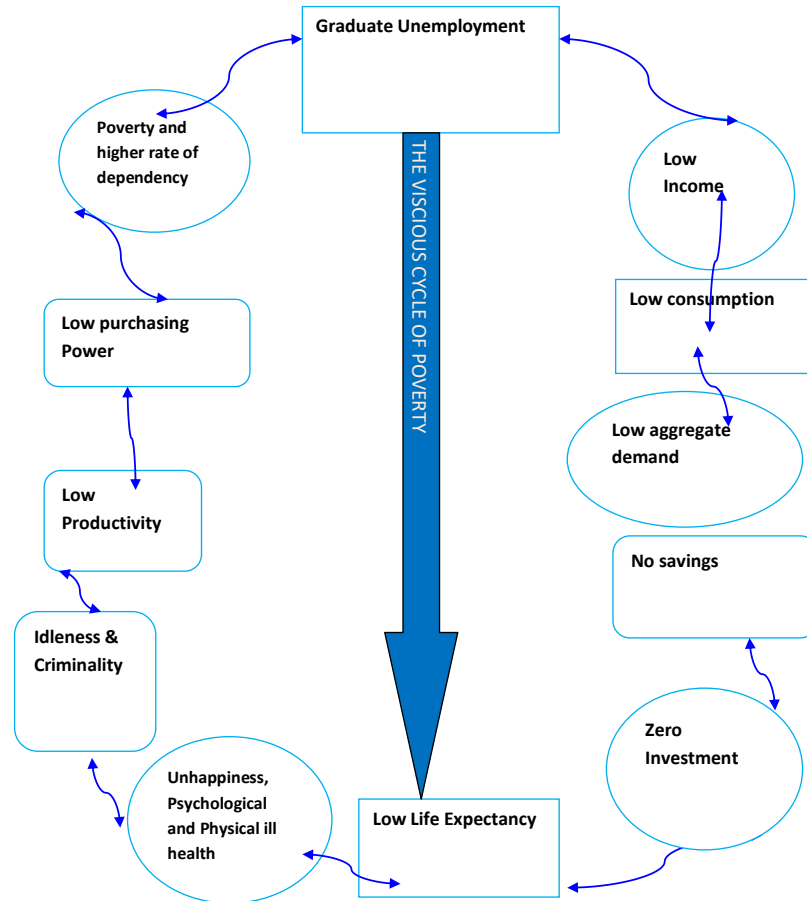 Graduate Unemployment
Poverty and
higher rate of
dependency
Low
Income
THE VISCIOUS CYCLE OF POVERTY
Low consumption
Low purchasing
Power
Low aggregate
demand
Low
Productivity
No savings
Idleness &
Criminality
Zero
Investment
Unhappiness,
Psychological
and Physical ill
health
Low Life Expectancy